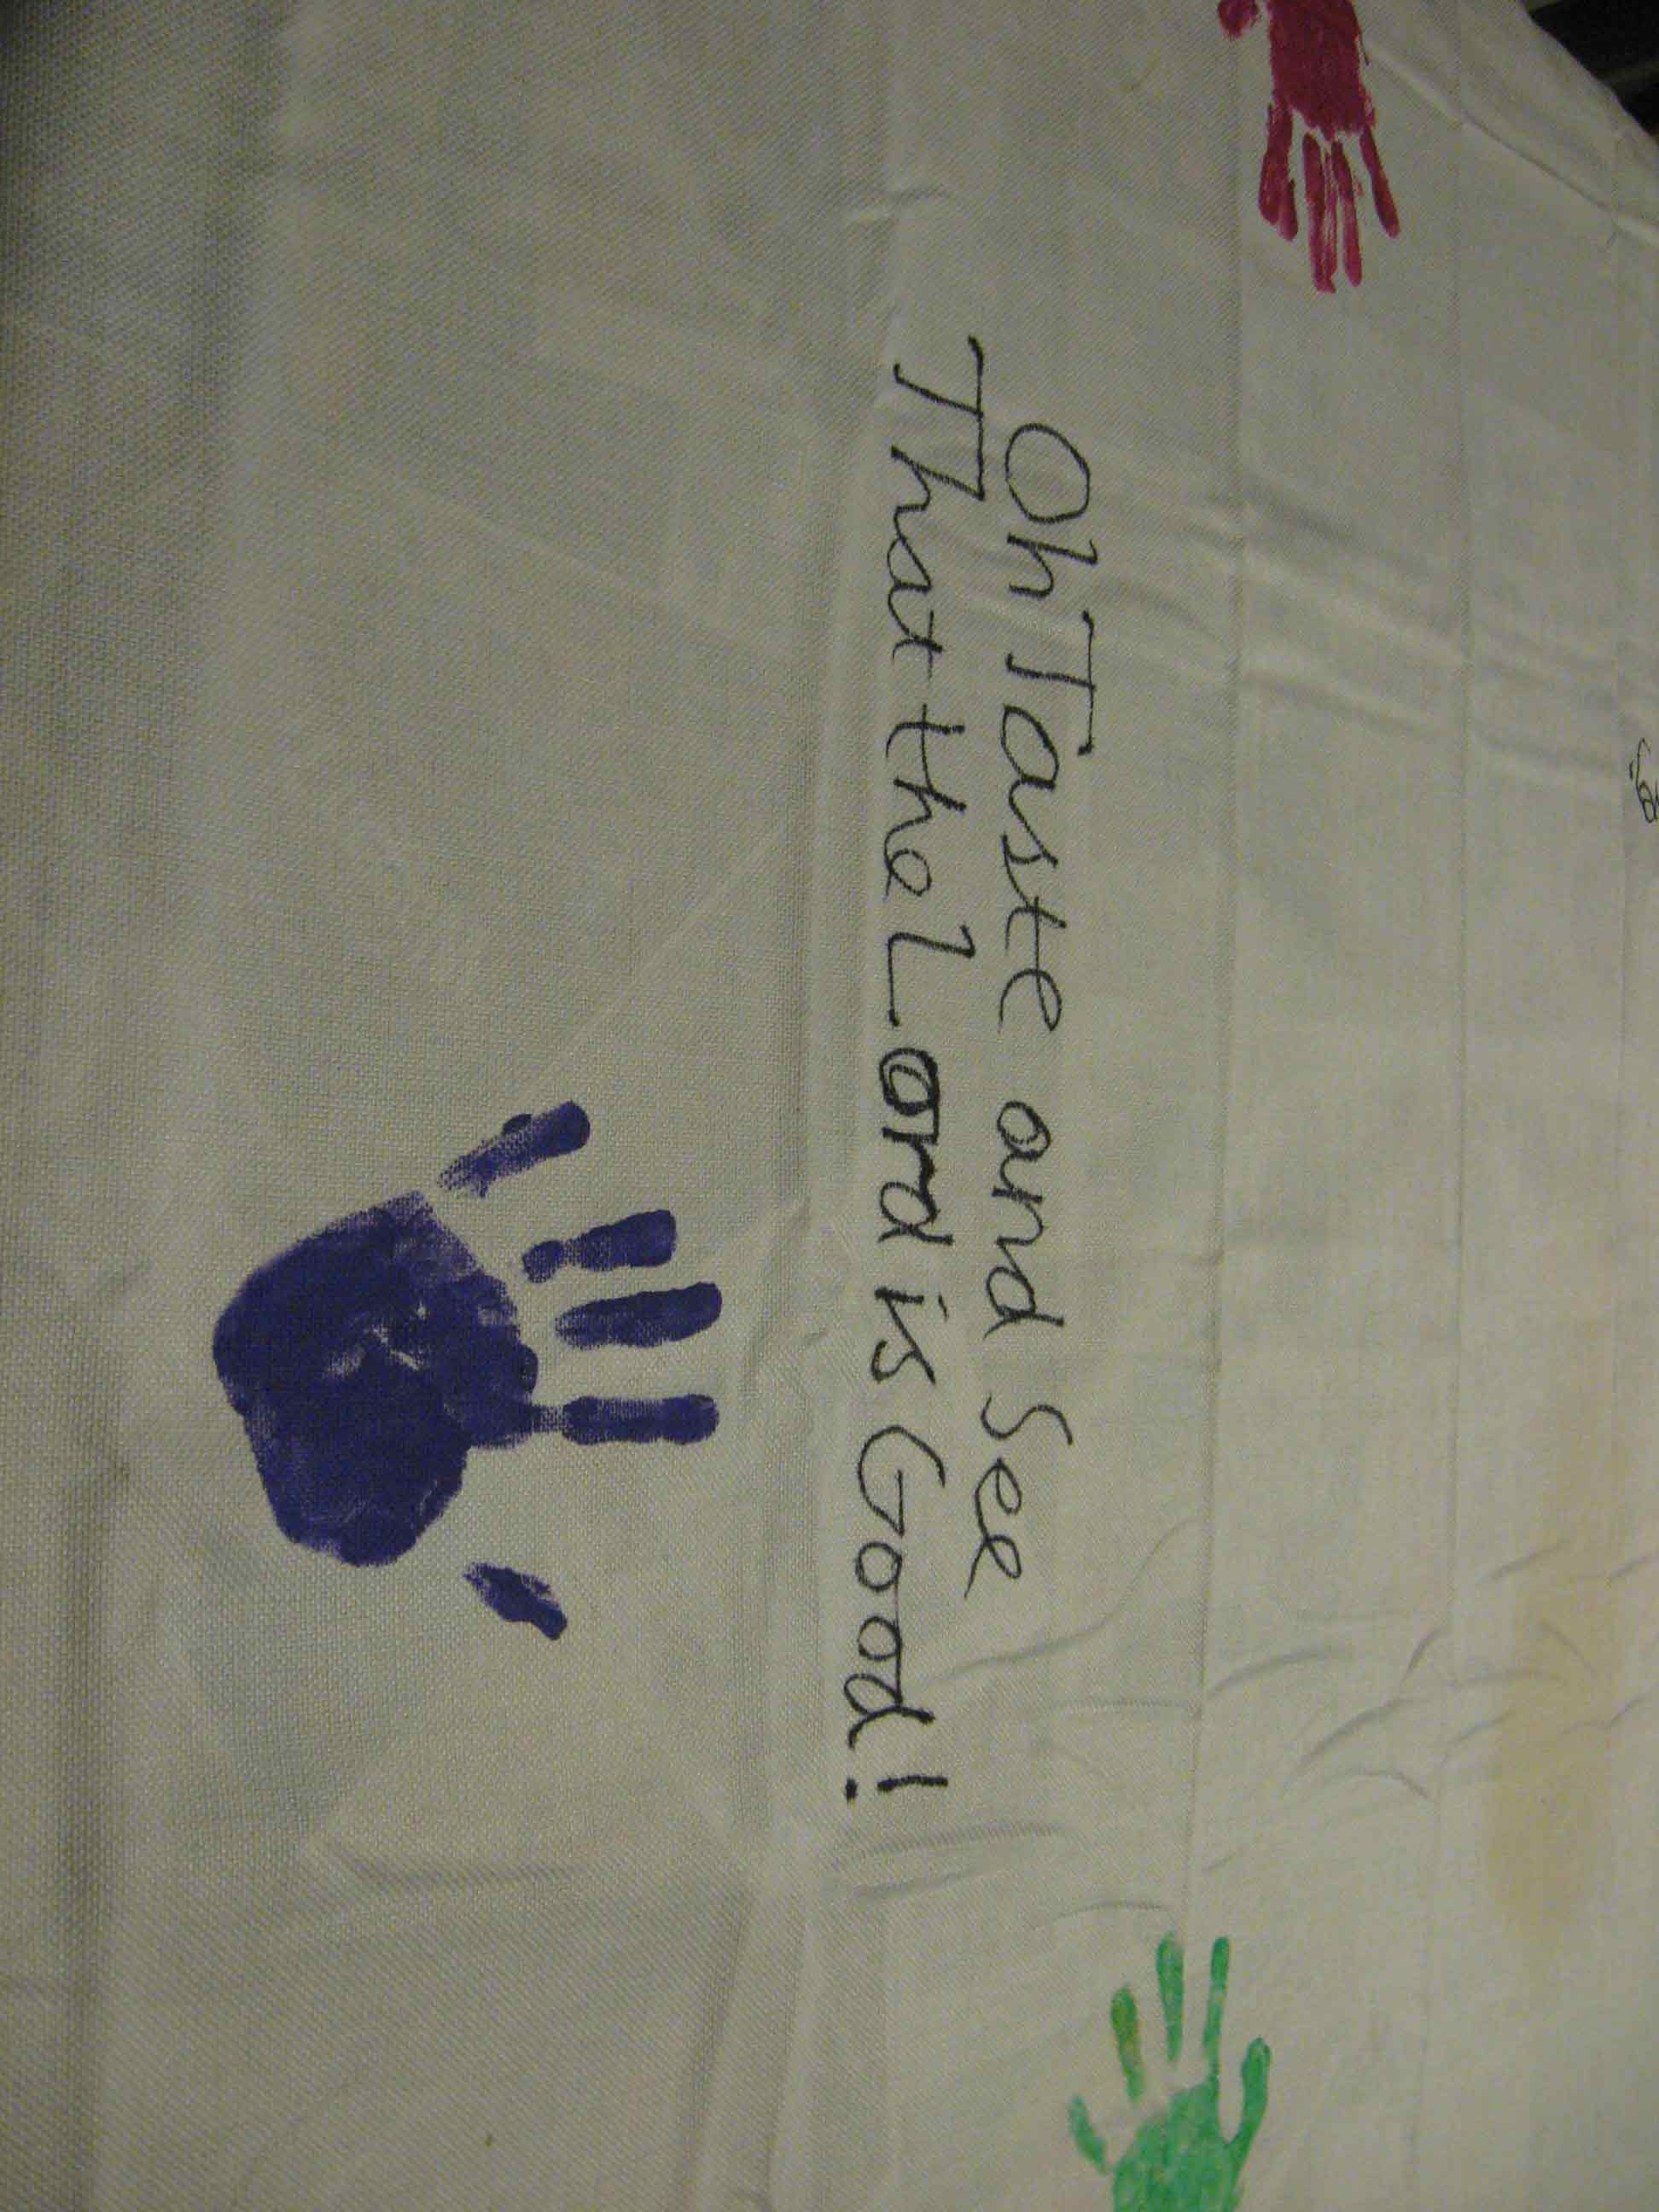 Oh Taste and See
That the Lord is Good!